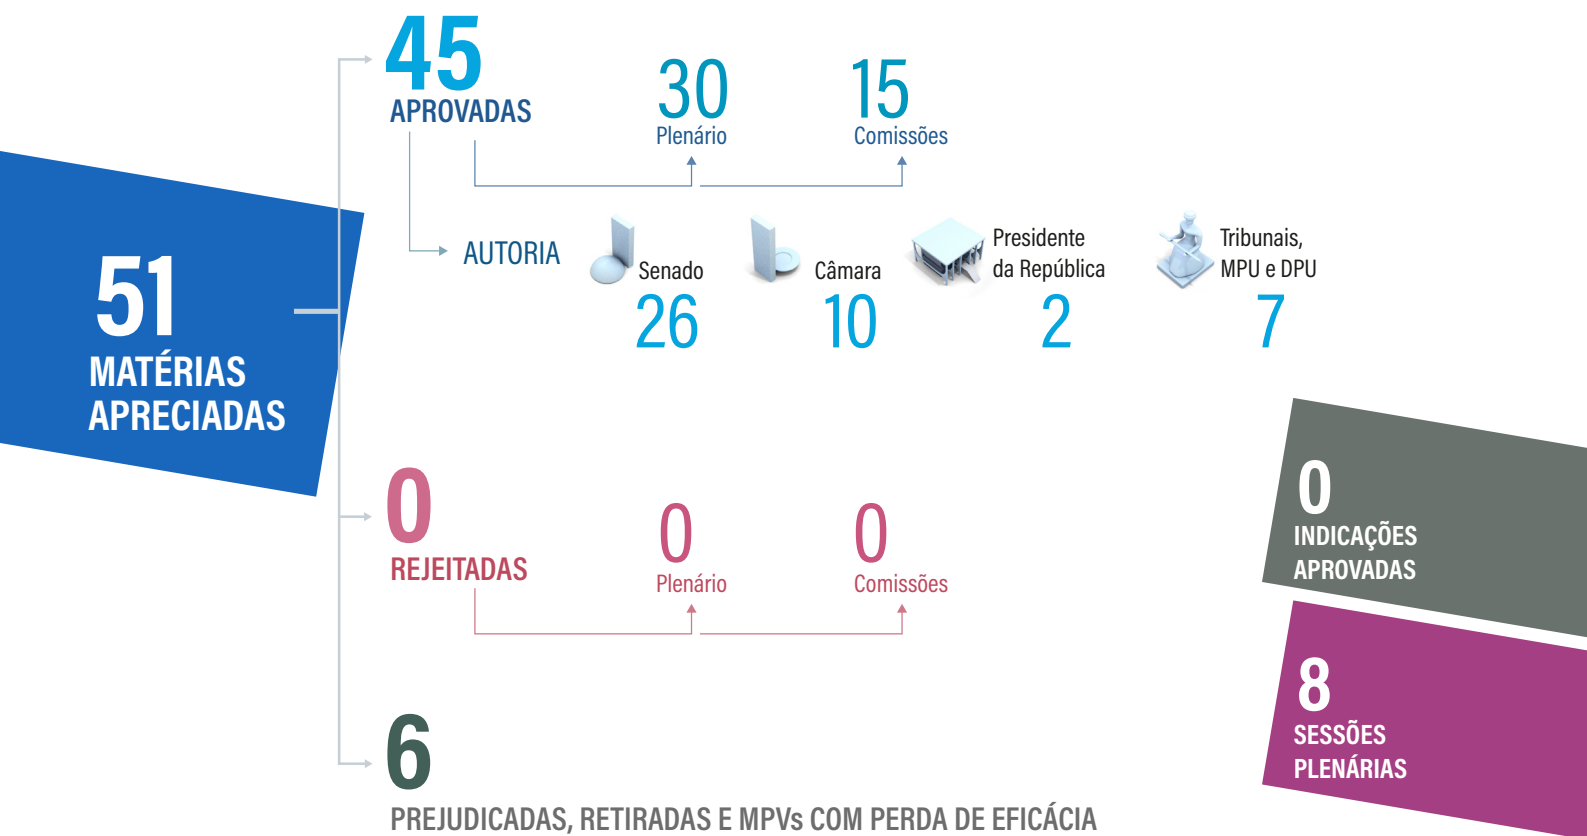 51
MATÉRIAS
APRECIADAS
45
APROVADAS
30
Plenário
15
Comissões
AUTORIA
Senado
26
Câmara
10
Presidente
da República
2
Tribunais,
MPU e DPU
7
0
REJEITADAS
0
Plenário
0
Comissões
6
PREJUDICADAS, RETIRADAS E MPVs COM PERDA DE EFICÁCIA
0
INDICAÇÕES
APROVADAS
8
SESSÕES
PLENÁRIAS